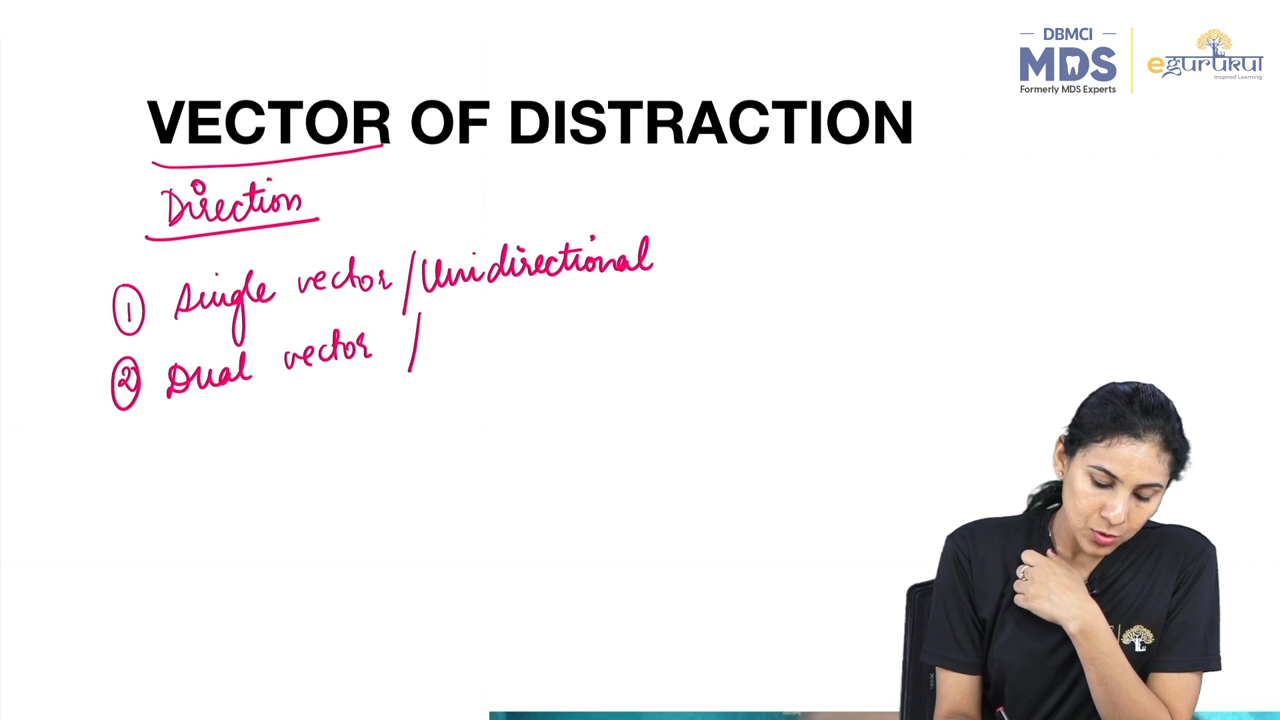 DBMCI
MDS
Formerly MDS Experts
egurukul
Inspired Learning
VECTOR OF DISTRACTION
Direction
① Single vector / Unidirectional
② Dual vector /